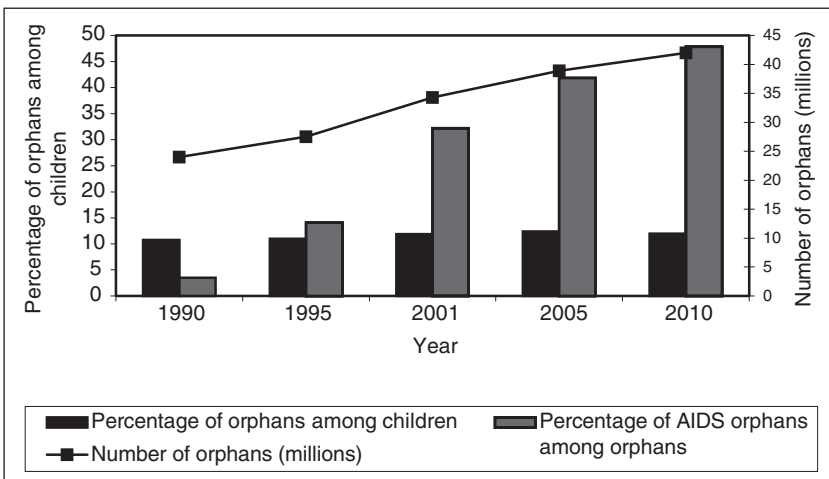 Percentage of orphans among
children
50
45
40
35
30
25
20
15
10
5
0
45
40
35
30
25
20
15
10
5
0
Number of orphans (millions)
1990 1995 2001 2005 2010
Year
Percentage of orphans among children
Number of orphans (millions)
Percentage of AIDS orphans
among orphans